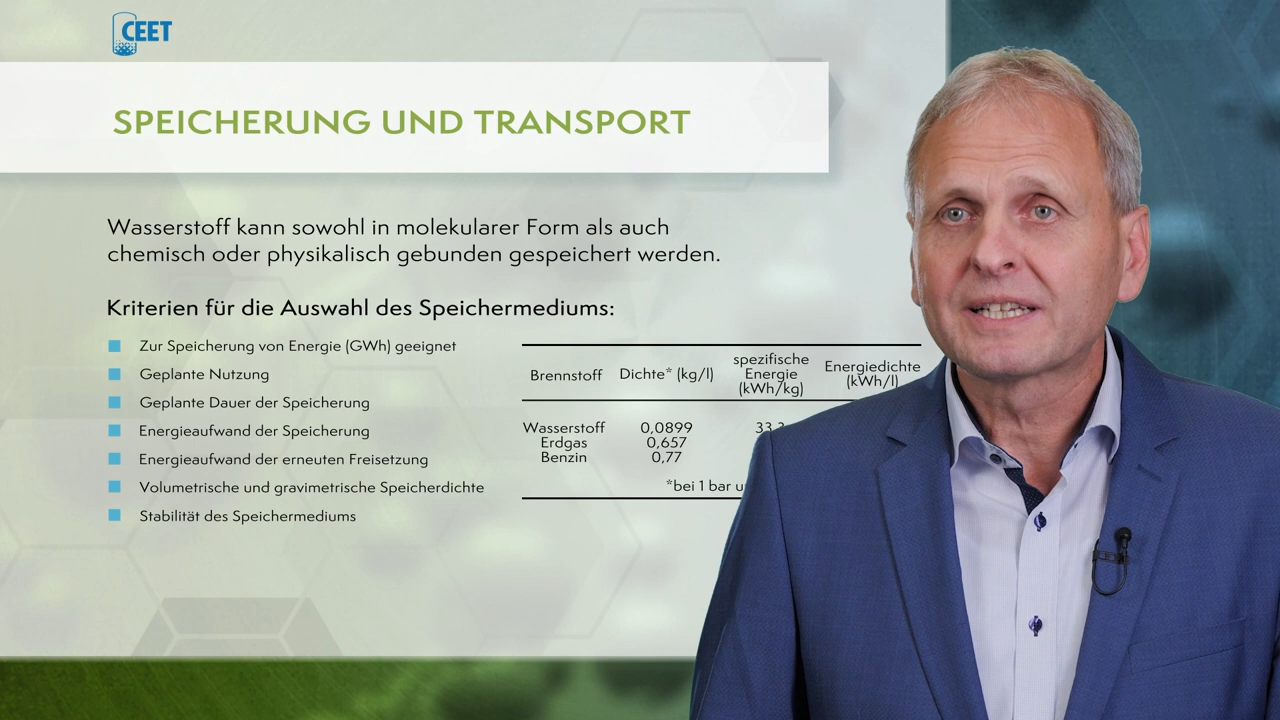 CEET
SPEICHERUNG UND TRANSPORT
Wasserstoff kann sowohl in molekularer Form als auch
chemisch oder physikalisch gebunden gespeichert werden.
Kriterien für die Auswahl des Speichermediums:
Zur Speicherung von Energie (GWh) geeignet
Geplante Nutzung
Geplante Dauer der Speicherung
Energieaufwand der Speicherung
Energieaufwand der erneuten Freisetzung
Volumetrische und gravimetrische Speicherdichte
Stabilität des Speichermediums
Brennstoff Dichte* (kg/l) spezifische Energie (kWh/kg) Energiedichte (kWh/l)
Wasserstoff 0,0899
Erdgas 0,657
Benzin 0,77
*bei 1 bar